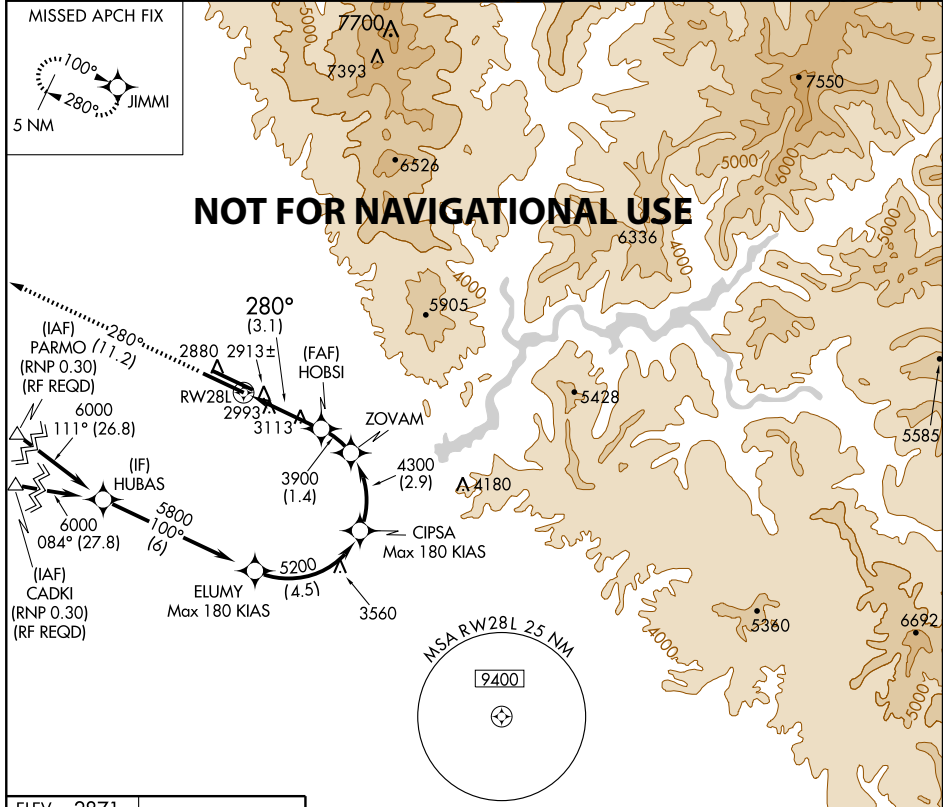 MISSED APCH FIX
100°
280°
JIMMI
5 NM
5000
7700
7393
6526
7550
5000
6000
5000
NOT FOR NAVIGATIONAL USE
6336
4000
4000
5905
280°
(3.1)
280°
(11.2)
(IAF)
PARMO
(RNP 0.30)
(RF REQD)
2880
2913±
(FAF)
HOBSI
RW28L
2993
3113
ZOVAM
5428
5585
6000
111° (26.8)
3900
(1.4)
4300
(2.9)
4180
(IF)
HUBAS
6000
084° (27.8)
5800
100°
(6)
CIPSA
Max 180 KIAS
(IAF)
CADKI
(RNP 0.30)
(RF REQD)
ELUMY
Max 180 KIAS
5200
(4.5)
3560
5360
6692
4000
5000
MSA RW28L 25 NM
9400
ELEV 2871